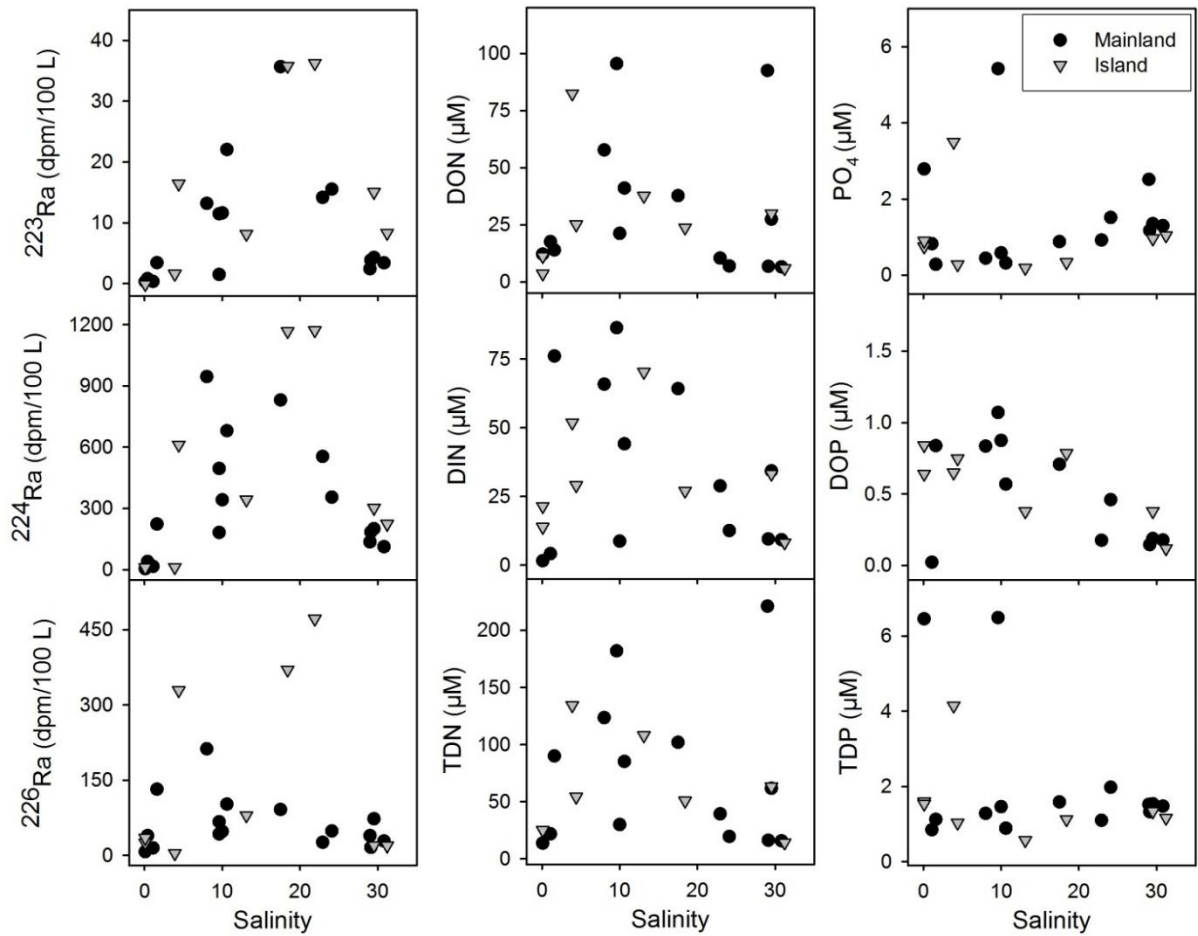 40
30
20
10
0
²²³Ra (dpm/100 L)
100
75
50
25
0
DON (µM)
6
4
2
0
PO₄ (µM)
Mainland
Island
1200
900
600
300
0
²²⁴Ra (dpm/100 L)
75
50
25
0
DIN (µM)
1.5
1.0
0.5
0.0
DOP (µM)
450
300
150
0
²²⁶Ra (dpm/100 L)
0 10 20 30
Salinity
200
150
100
50
0
TDN (µM)
0 10 20 30
Salinity
6
4
2
0
TDP (µM)
0 10 20 30
Salinity